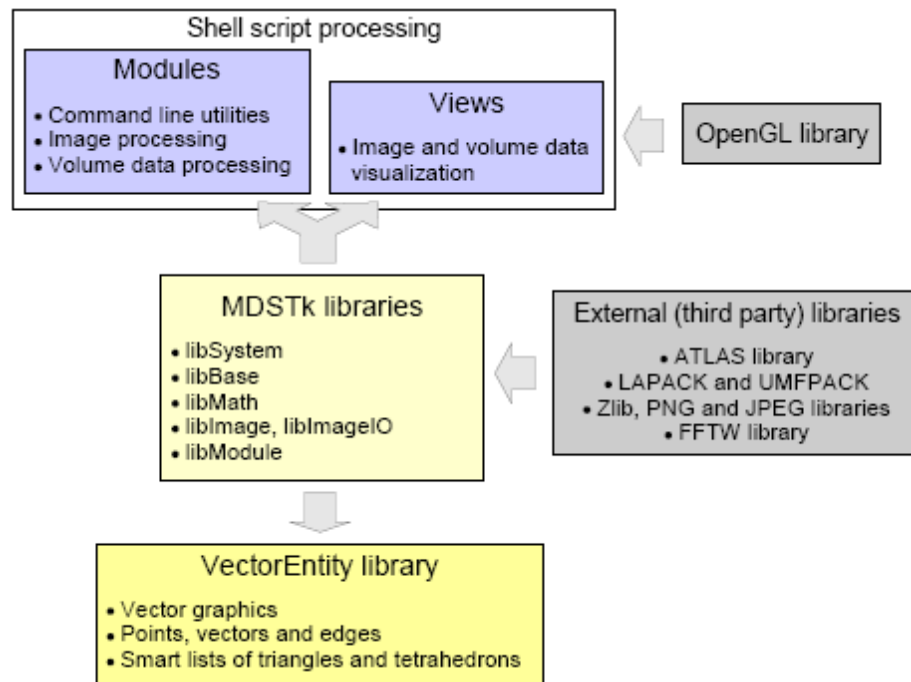 Shell script processing
Modules
• Command line utilities
• Image processing
• Volume data processing
Views
• Image and volume data
visualization
OpenGL library
MDSTk libraries
• libSystem
• libBase
• libMath
• libImage, libImageIO
• libModule
External (third party) libraries
• ATLAS library
• LAPACK and UMFPACK
• Zlib, PNG and JPEG libraries
• FFTW library
VectorEntity library
• Vector graphics
• Points, vectors and edges
• Smart lists of triangles and tetrahedrons